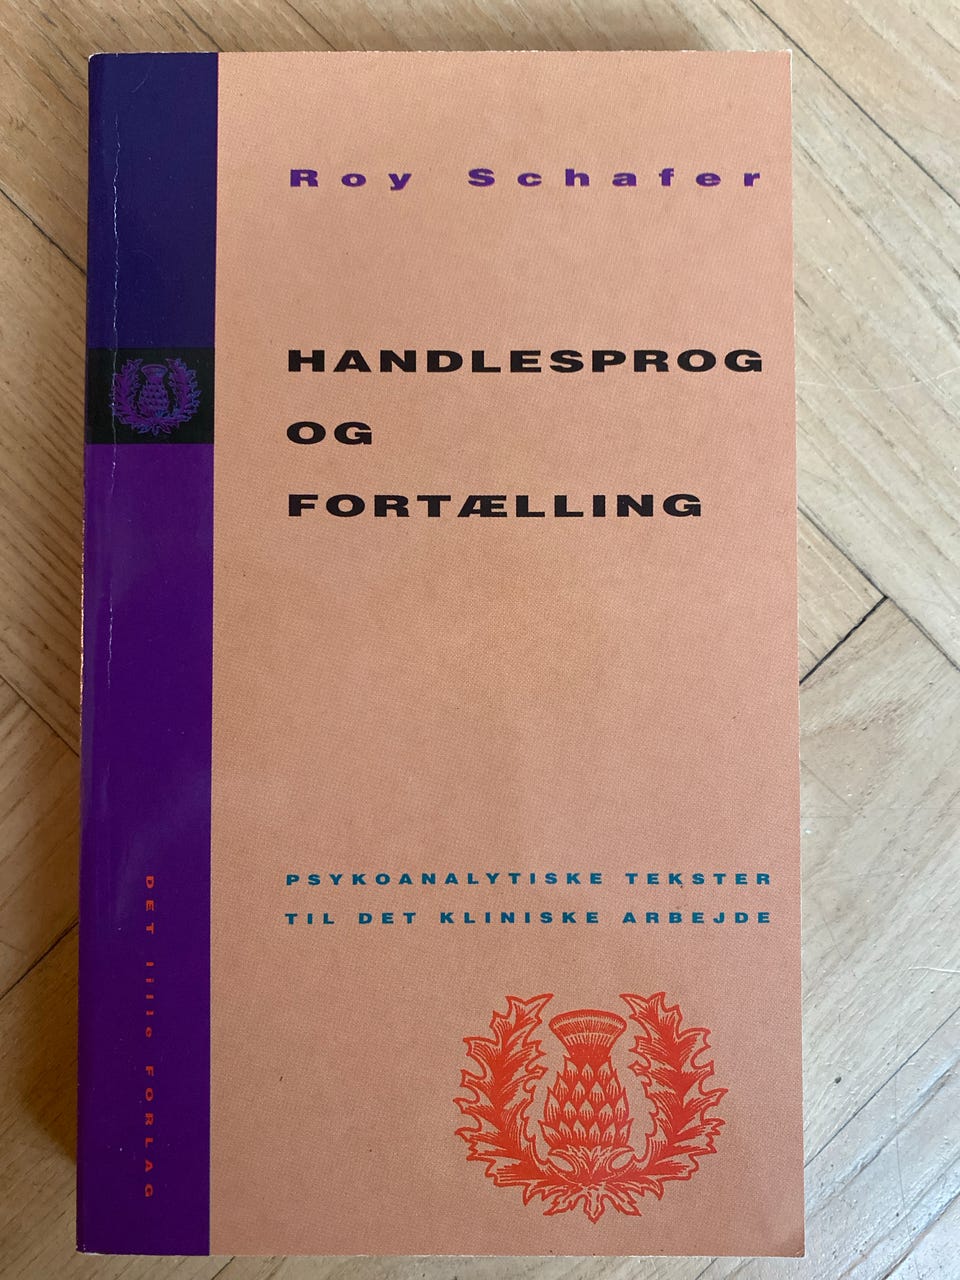 Roy Schafer
HANDLESPROG
OG
FORTÆLLING
PSYKOANALYTISKE TEKSTER
TIL DET KLINISKE ARBEJDE
DET lille FORLAG